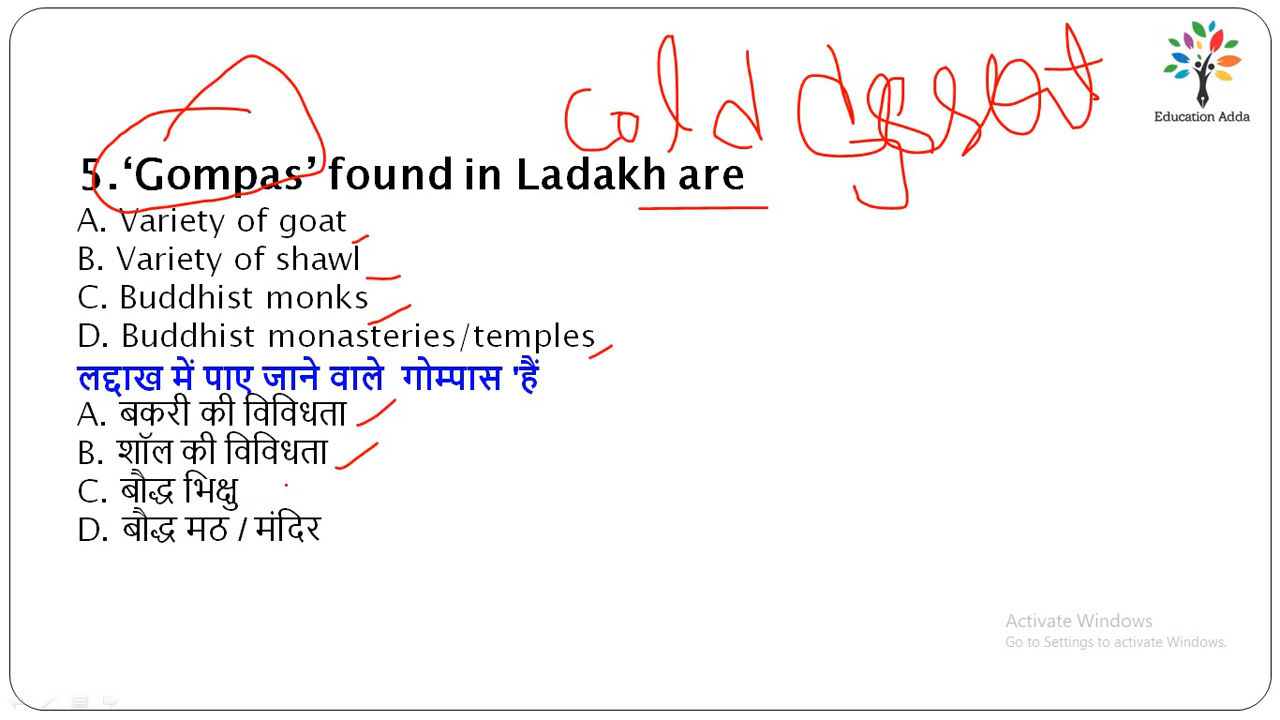 cold desert
Education Adda
5. ‘Gompas’ found in Ladakh are
A. Variety of goat
B. Variety of shawl
C. Buddhist monks
D. Buddhist monasteries/temples
लद्दाख में पाए जाने वाले गोम्पास 'हैं
A. बकरी की विविधता
B. शॉल की विविधता
C. बौद्ध भिक्षु
D. बौद्ध मठ / मंदिर
Activate Windows
Go to Settings to activate Windows.